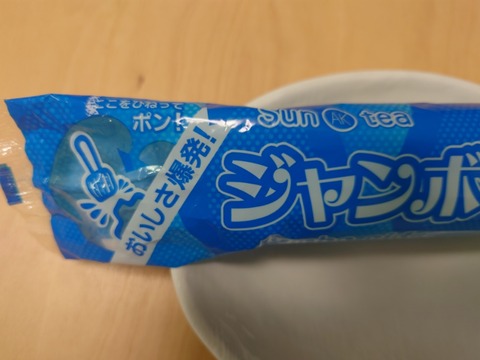 ここをひねって
ポン!!
おいしさ爆発!
Sun AK tea
ジャンボ